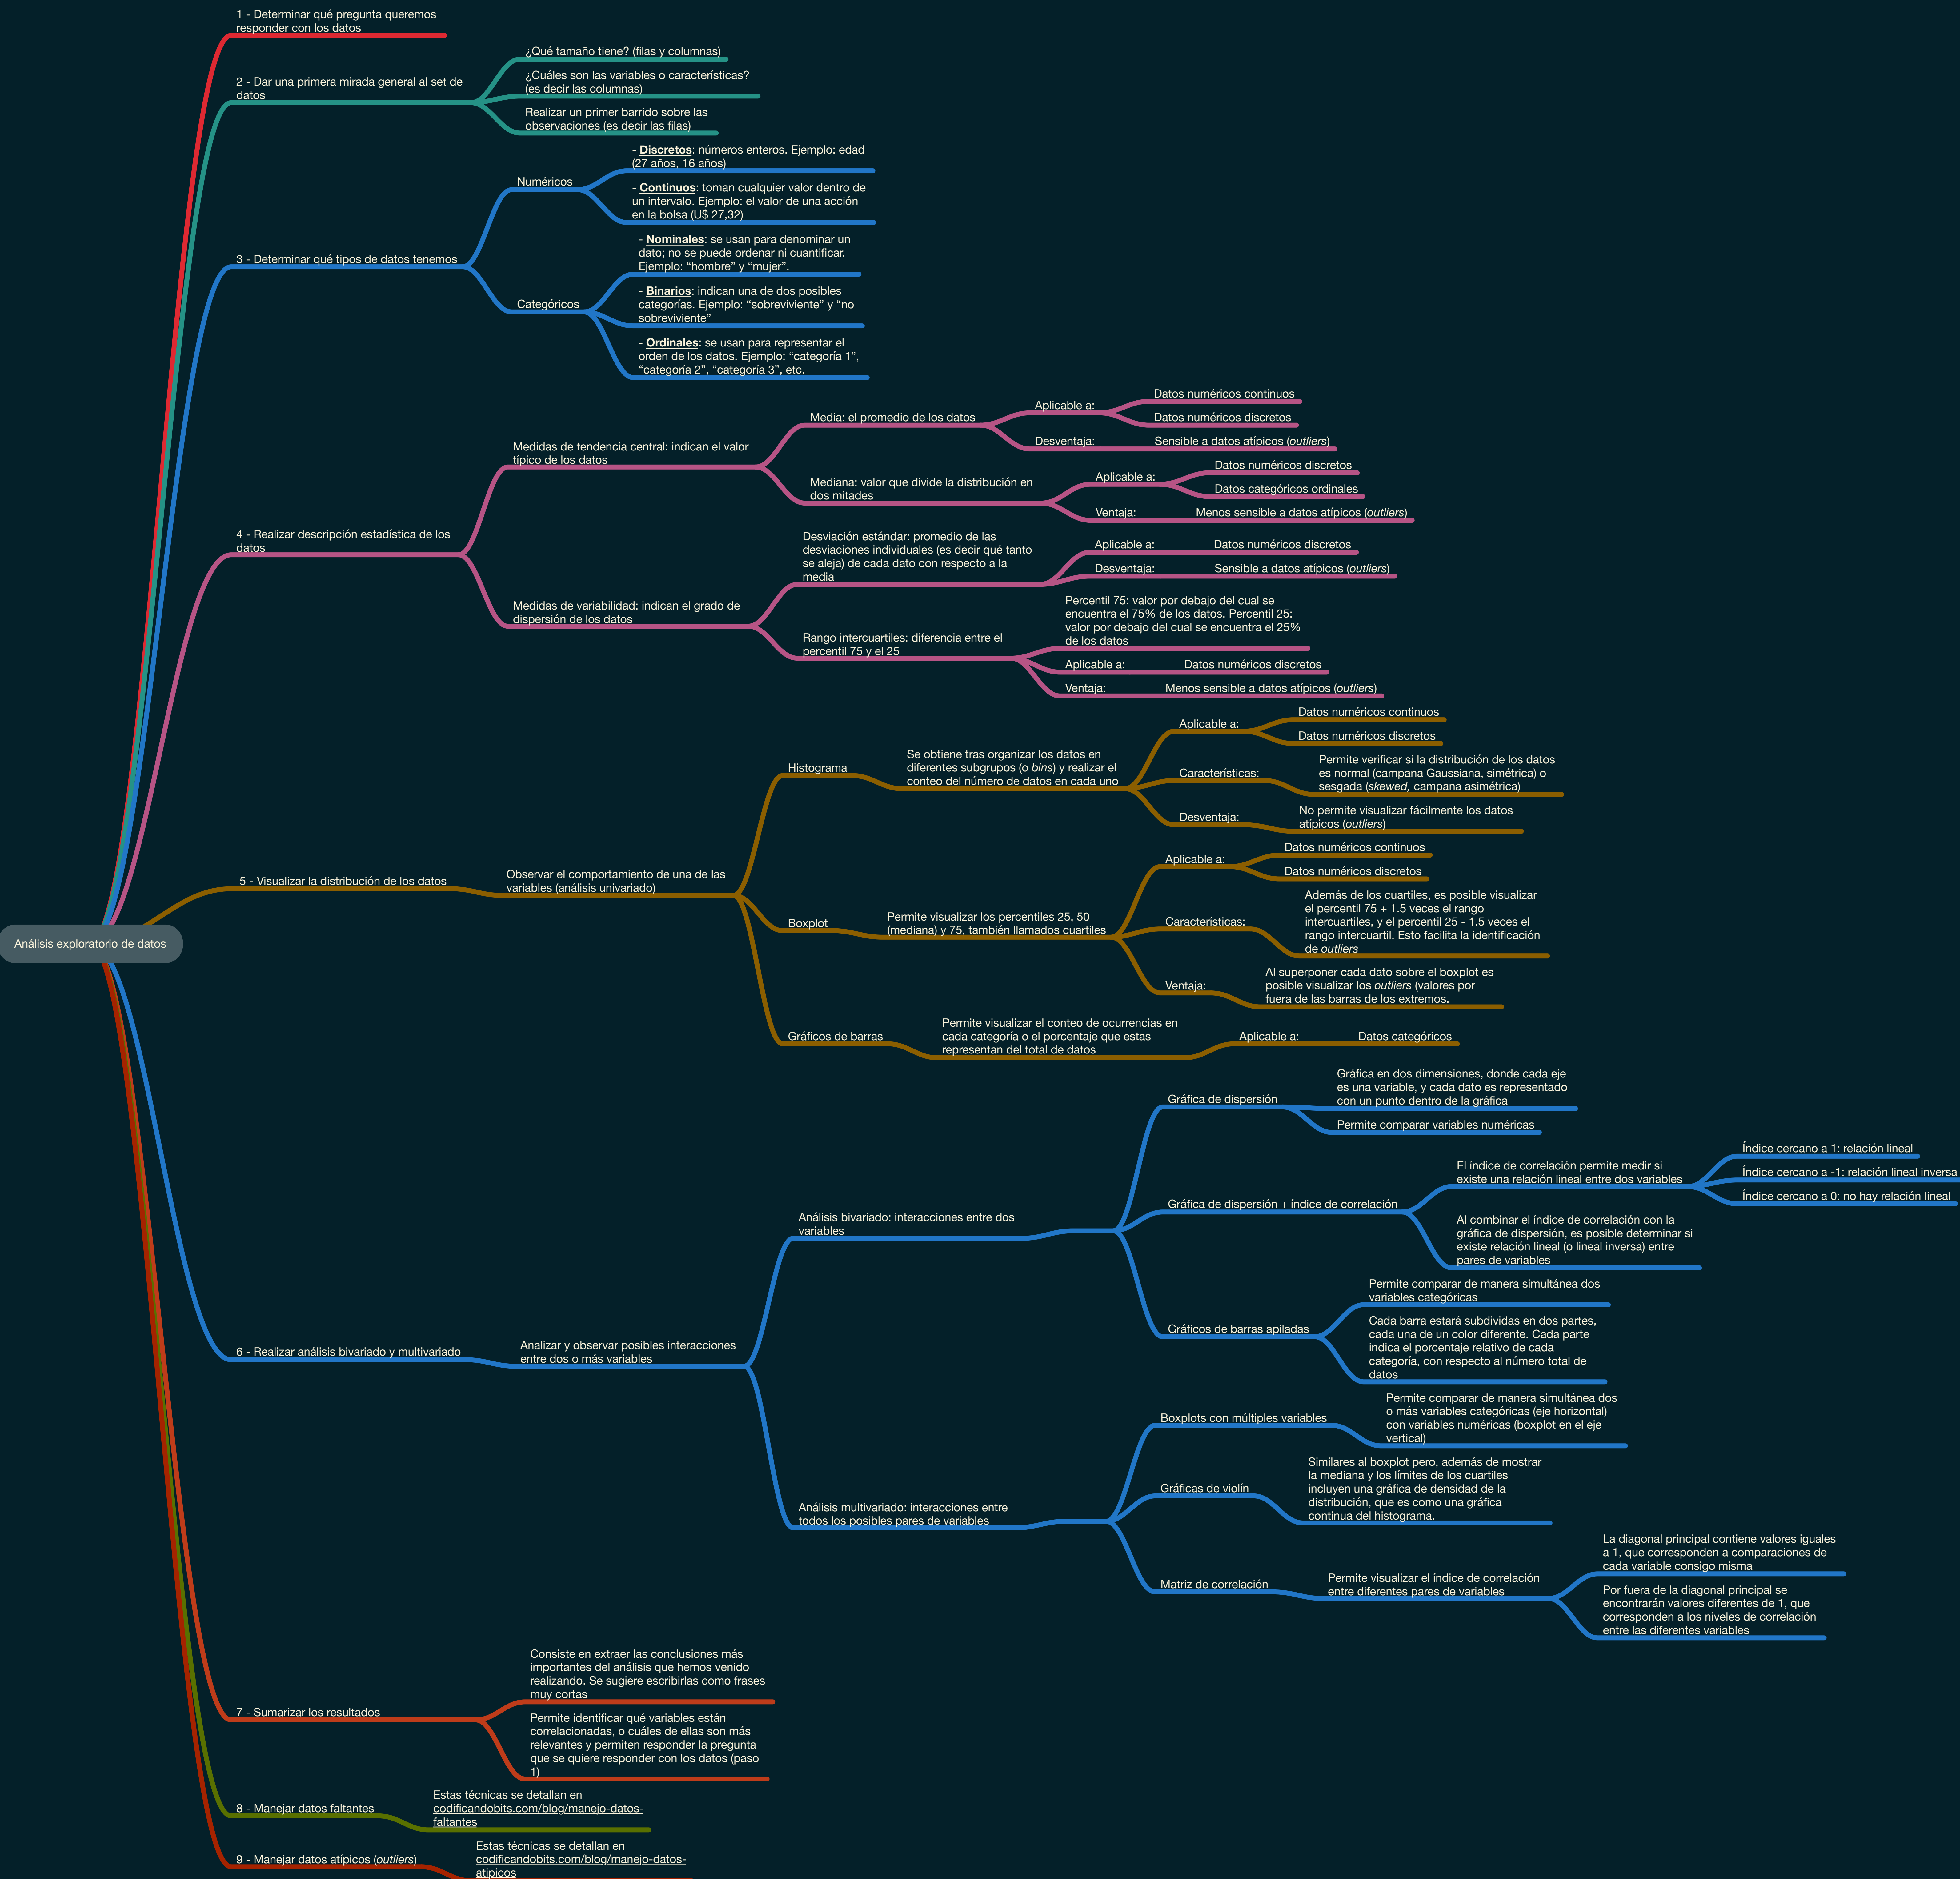 Análisis exploratorio de datos
1 - Determinar qué pregunta queremos
responder con los datos
2 - Dar una primera mirada general al set de
datos
¿Qué tamaño tiene? (filas y columnas)
¿Cuáles son las variables o características?
(es decir las columnas)
Realizar un primer barrido sobre las
observaciones (es decir las filas)
3 - Determinar qué tipos de datos tenemos
Numéricos
- Discretos: números enteros. Ejemplo: edad
(27 años, 16 años)
- Continuos: toman cualquier valor dentro de
un intervalo. Ejemplo: el valor de una acción
en la bolsa (U$ 27,32)
Categóricos
- Nominales: se usan para denominar un
dato; no se puede ordenar ni cuantificar.
Ejemplo: “hombre” y “mujer”.
- Binarios: indican una de dos posibles
categorías. Ejemplo: “sobreviviente” y “no
sobreviviente”
- Ordinales: se usan para representar el
orden de los datos. Ejemplo: “categoría 1”,
“categoría 2”, “categoría 3”, etc.
4 - Realizar descripción estadística de los
datos
Medidas de tendencia central: indican el valor
típico de los datos
Media: el promedio de los datos
Aplicable a:
Datos numéricos continuos
Datos numéricos discretos
Desventaja:
Sensible a datos atípicos (outliers)
Mediana: valor que divide la distribución en
dos mitades
Aplicable a:
Datos numéricos discretos
Datos categóricos ordinales
Ventaja:
Menos sensible a datos atípicos (outliers)
Medidas de variabilidad: indican el grado de
dispersión de los datos
Desviación estándar: promedio de las
desviaciones individuales (es decir qué tanto
se aleja) de cada dato con respecto a la
media
Aplicable a:
Datos numéricos discretos
Desventaja:
Sensible a datos atípicos (outliers)
Rango intercuartiles: diferencia entre el
percentil 75 y el 25
Percentil 75: valor por debajo del cual se
encuentra el 75% de los datos. Percentil 25:
valor por debajo del cual se encuentra el 25%
de los datos
Aplicable a:
Datos numéricos discretos
Ventaja:
Menos sensible a datos atípicos (outliers)
5 - Visualizar la distribución de los datos
Observar el comportamiento de una de las
variables (análisis univariado)
Histograma
Se obtiene tras organizar los datos en
diferentes subgrupos (o bins) y realizar el
conteo del número de datos en cada uno
Aplicable a:
Datos numéricos continuos
Datos numéricos discretos
Características:
Permite verificar si la distribución de los datos
es normal (campana Gaussiana, simétrica) o
sesgada (skewed, campana asimétrica)
Desventaja:
No permite visualizar fácilmente los datos
atípicos (outliers)
Boxplot
Permite visualizar los percentiles 25, 50
(mediana) y 75, también llamados cuartiles
Aplicable a:
Datos numéricos continuos
Datos numéricos discretos
Características:
Además de los cuartiles, es posible visualizar
el percentil 75 + 1.5 veces el rango
intercuartiles, y el percentil 25 - 1.5 veces el
rango intercuartil. Esto facilita la identificación
de outliers
Ventaja:
Al superponer cada dato sobre el boxplot es
posible visualizar los outliers (valores por
fuera de las barras de los extremos.
Gráficos de barras
Permite visualizar el conteo de ocurrencias en
cada categoría o el porcentaje que estas
representan del total de datos
Aplicable a:
Datos categóricos
6 - Realizar análisis bivariado y multivariado
Analizar y observar posibles interacciones
entre dos o más variables
Análisis bivariado: interacciones entre dos
variables
Gráfica de dispersión
Gráfica en dos dimensiones, donde cada eje
es una variable, y cada dato es representado
con un punto dentro de la gráfica
Permite comparar variables numéricas
Gráfica de dispersión + índice de correlación
El índice de correlación permite medir si
existe una relación lineal entre dos variables
Índice cercano a 1: relación lineal
Índice cercano a -1: relación lineal inversa
Índice cercano a 0: no hay relación lineal
Al combinar el índice de correlación con la
gráfica de dispersión, es posible determinar si
existe relación lineal (o lineal inversa) entre
pares de variables
Gráficos de barras apiladas
Permite comparar de manera simultánea dos
variables categóricas
Cada barra estará subdividas en dos partes,
cada una de un color diferente. Cada parte
indica el porcentaje relativo de cada
categoría, con respecto al número total de
datos
Análisis multivariado: interacciones entre
todos los posibles pares de variables
Boxplots con múltiples variables
Permite comparar de manera simultánea dos
o más variables categóricas (eje horizontal)
con variables numéricas (boxplot en el eje
vertical)
Gráficas de violín
Similares al boxplot pero, además de mostrar
la mediana y los límites de los cuartiles
incluyen una gráfica de densidad de la
distribución, que es como una gráfica
continua del histograma.
Matriz de correlación
Permite visualizar el índice de correlación
entre diferentes pares de variables
La diagonal principal contiene valores iguales
a 1, que corresponden a comparaciones de
cada variable consigo misma
Por fuera de la diagonal principal se
encontrarán valores diferentes de 1, que
corresponden a los niveles de correlación
entre las diferentes variables
7 - Sumarizar los resultados
Consiste en extraer las conclusiones más
importantes del análisis que hemos venido
realizando. Se sugiere escribirlas como frases
muy cortas
Permite identificar qué variables están
correlacionadas, o cuáles de ellas son más
relevantes y permiten responder la pregunta
que se quiere responder con los datos (paso
1)
8 - Manejar datos faltantes
Estas técnicas se detallan en
codificandobits.com/blog/manejo-datos-
faltantes
9 - Manejar datos atípicos (outliers)
Estas técnicas se detallan en
codificandobits.com/blog/manejo-datos-
atipicos